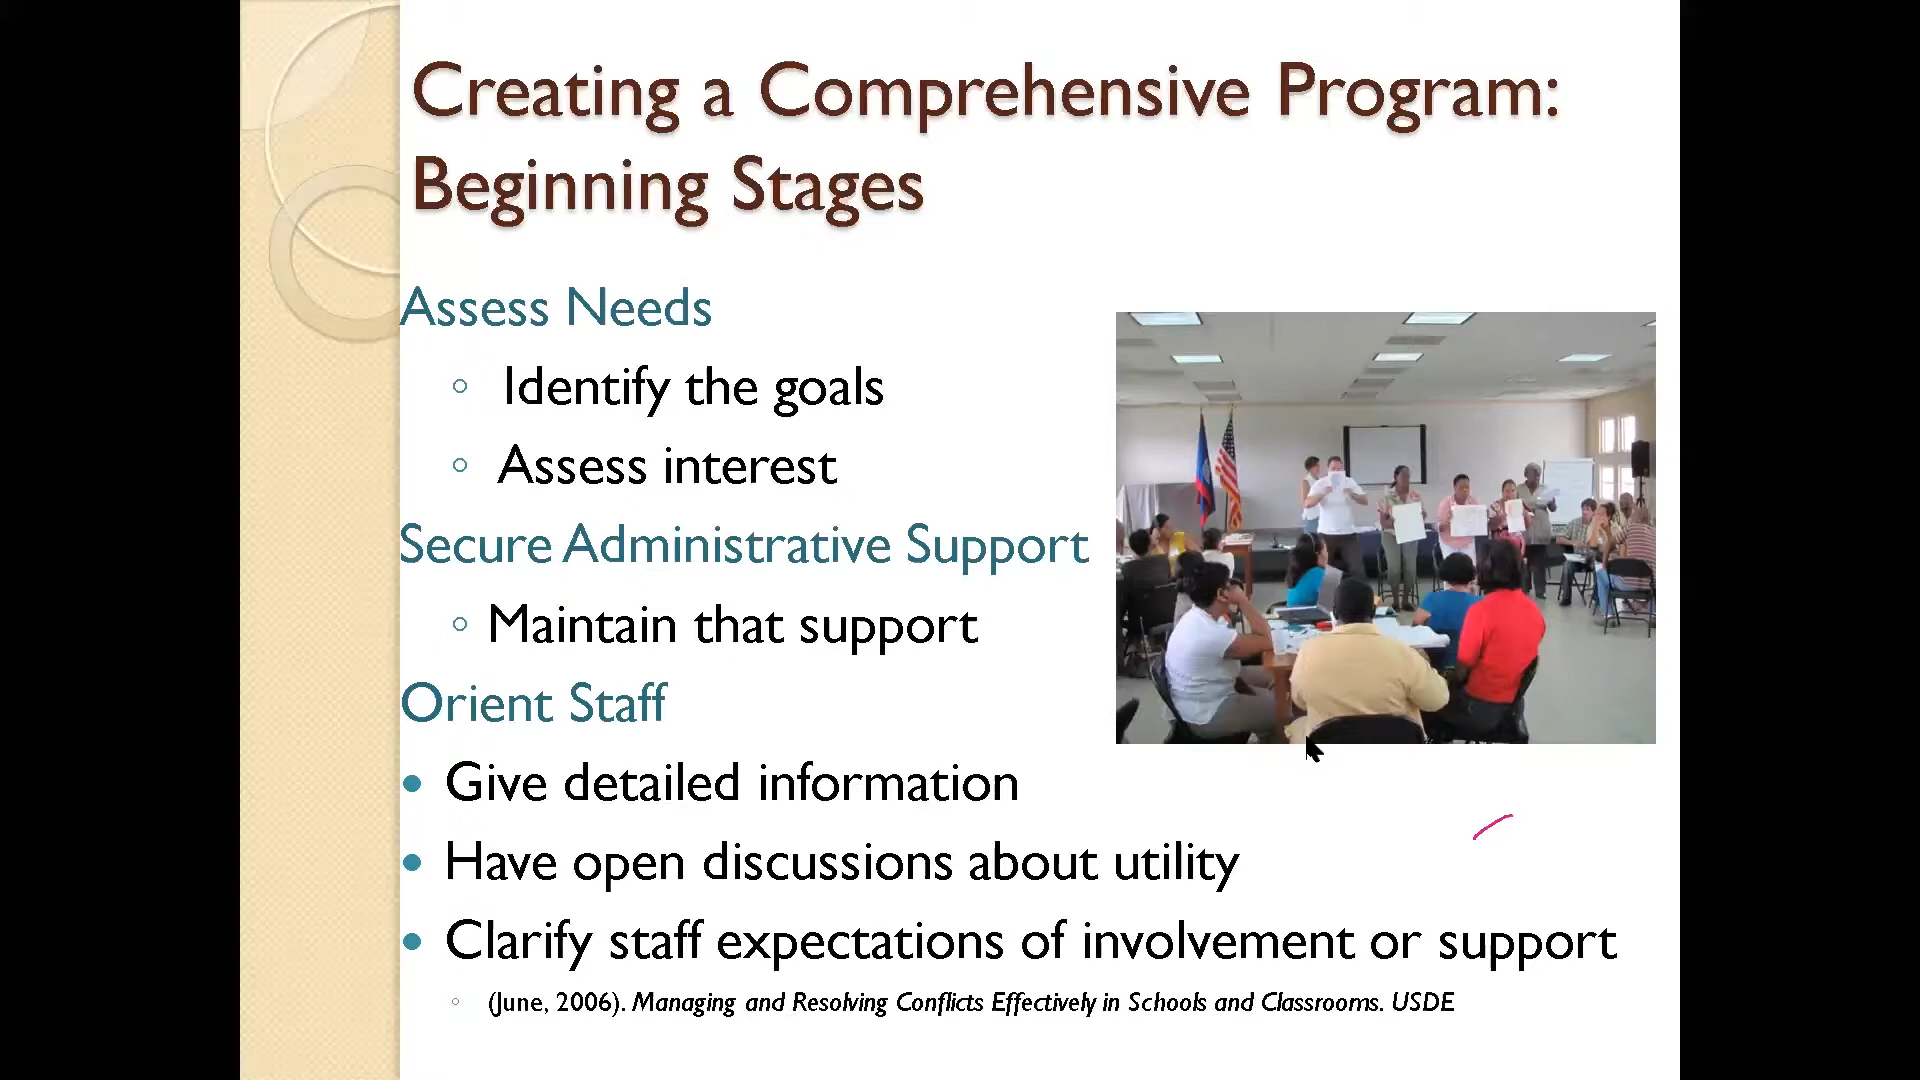 Creating a Comprehensive Program:
Beginning Stages
Assess Needs
◦ Identify the goals
◦ Assess interest
Secure Administrative Support
◦ Maintain that support
Orient Staff
• Give detailed information
• Have open discussions about utility
• Clarify staff expectations of involvement or support
◦ (June, 2006). Managing and Resolving Conflicts Effectively in Schools and Classrooms. USDE